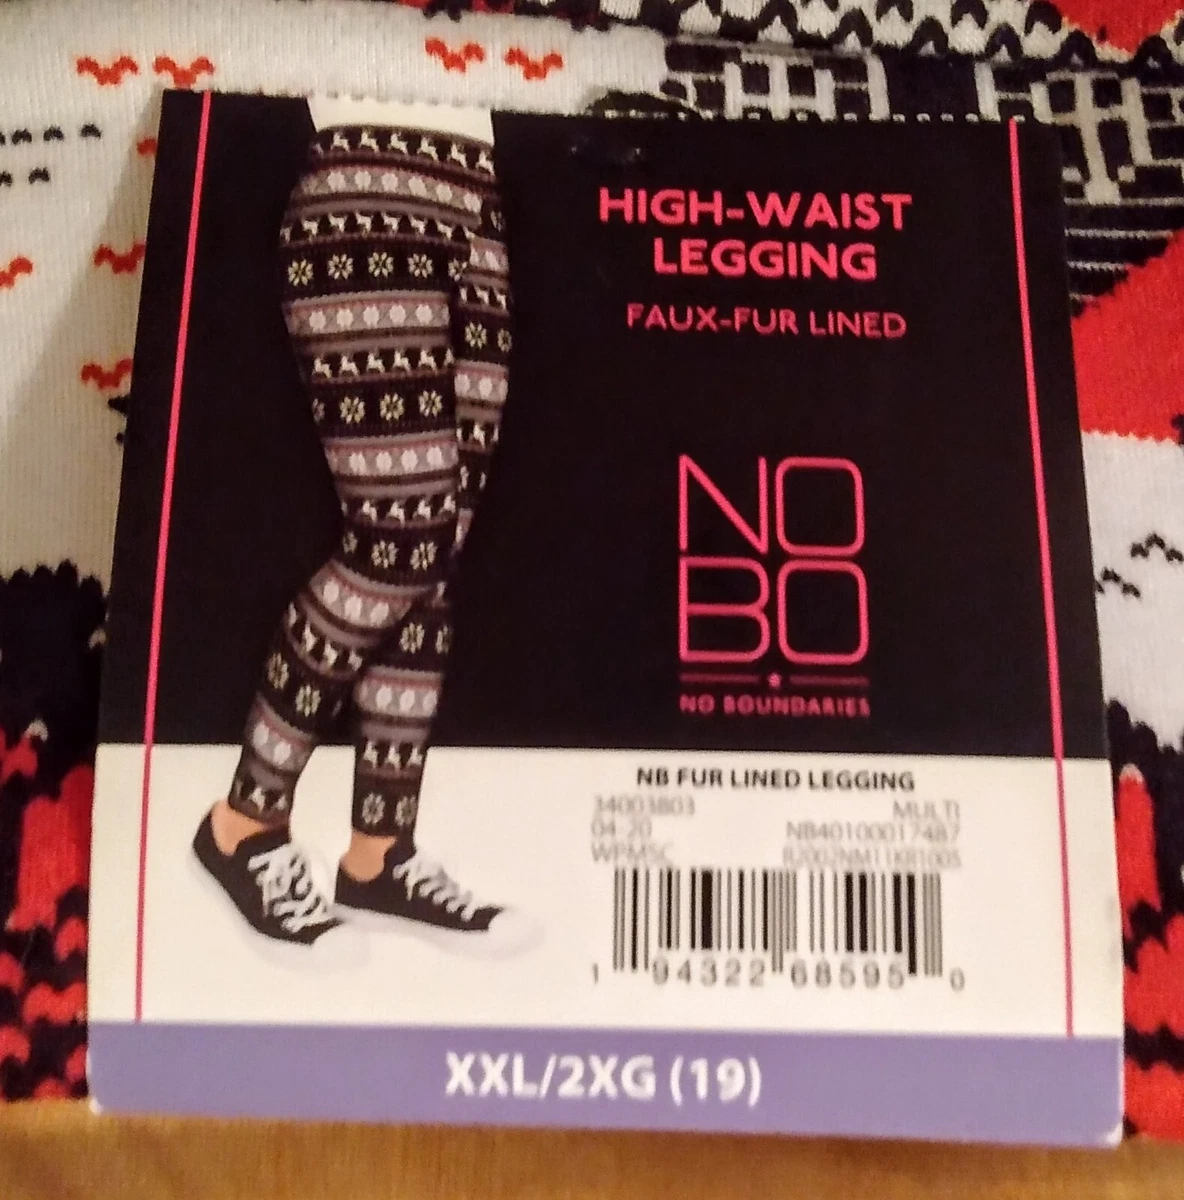 HIGH-WAIST
LEGGING
FAUX-FUR LINED
NO
BO
NO BOUNDARIES
NB FUR LINED LEGGING
34003803 MULTI
04-20 NB40100017487
WPMSC
1 94322 68595 0
XXL/2XG (19)